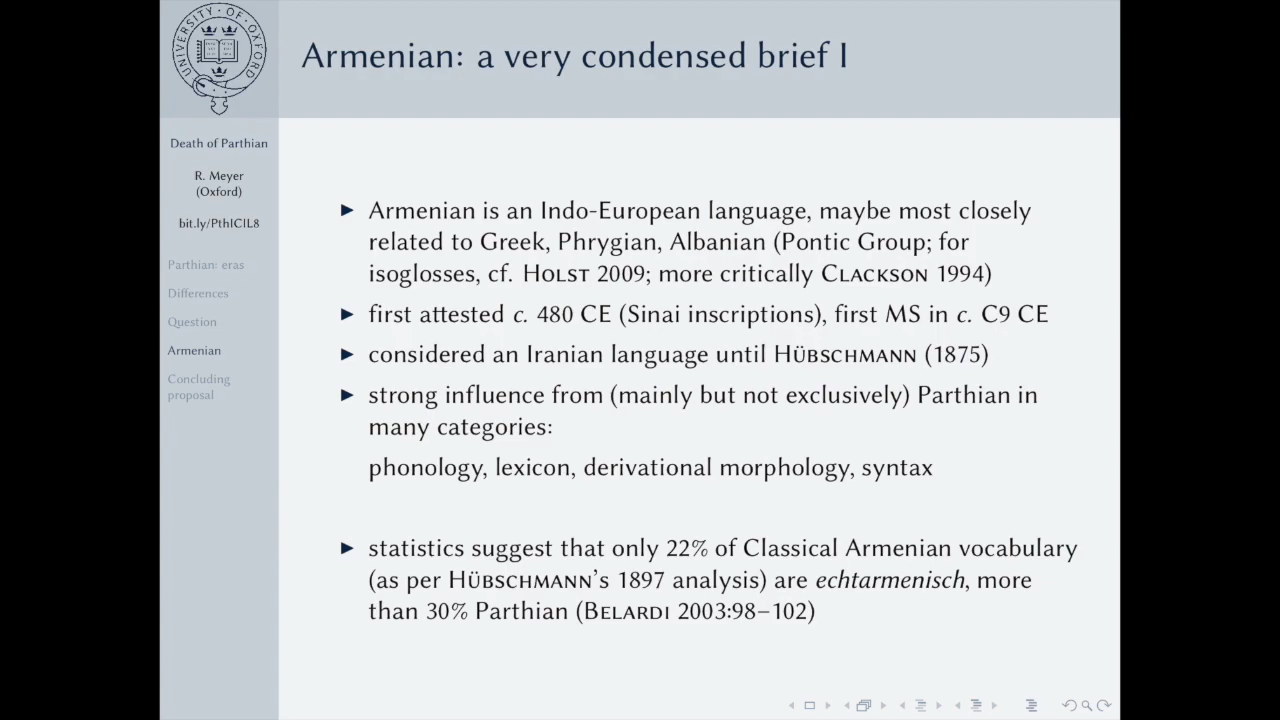 UNIVERSITY · OF · OXFORD
Armenian: a very condensed brief I
Death of Parthian
R. Meyer
(Oxford)
bit.ly/PthICIL8
Parthian: eras
Differences
Question
Armenian
Concluding
proposal
▶ Armenian is an Indo-European language, maybe most closely
related to Greek, Phrygian, Albanian (Pontic Group; for
isoglosses, cf. HOLST 2009; more critically CLACKSON 1994)
▶ first attested c. 480 CE (Sinai inscriptions), first MS in c. C9 CE
▶ considered an Iranian language until HÜBSCHMANN (1875)
▶ strong influence from (mainly but not exclusively) Parthian in
many categories:
phonology, lexicon, derivational morphology, syntax
▶ statistics suggest that only 22% of Classical Armenian vocabulary
(as per HÜBSCHMANN's 1897 analysis) are echtarmenisch, more
than 30% Parthian (BELARDI 2003:98–102)